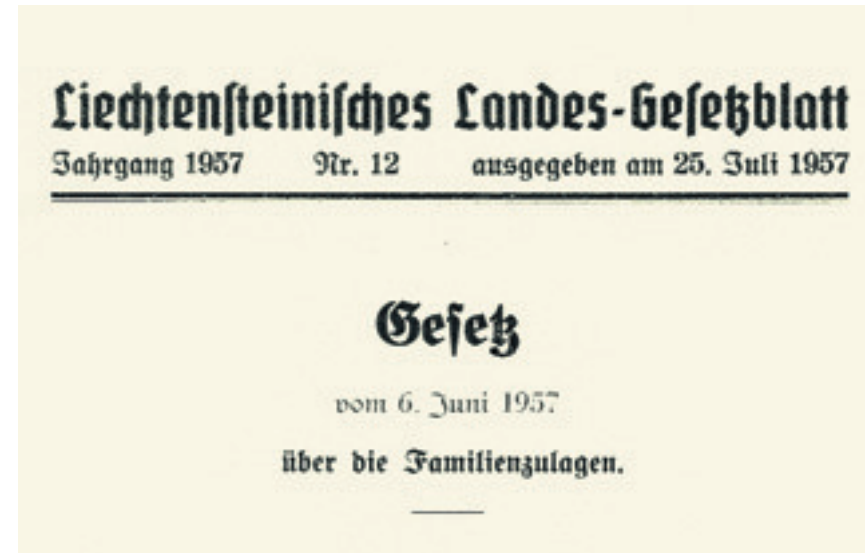 Liechtensteinisches Landes-Gesetzblatt
Jahrgang 1957 Nr. 12 ausgegeben am 25. Juli 1957
Gesetz
vom 6. Juni 1957
über die Familienzulagen.